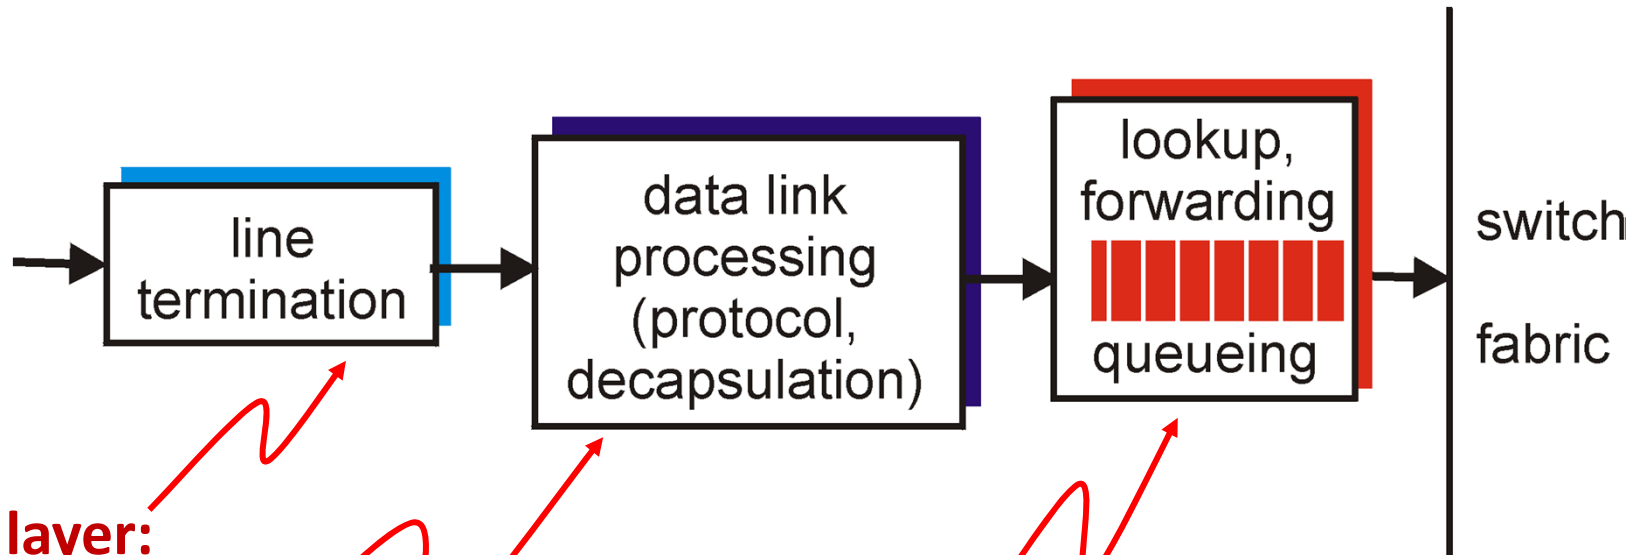 line
termination
data link
processing
(protocol,
decapsulation)
lookup,
forwarding
queueing
switch
fabric
layer: